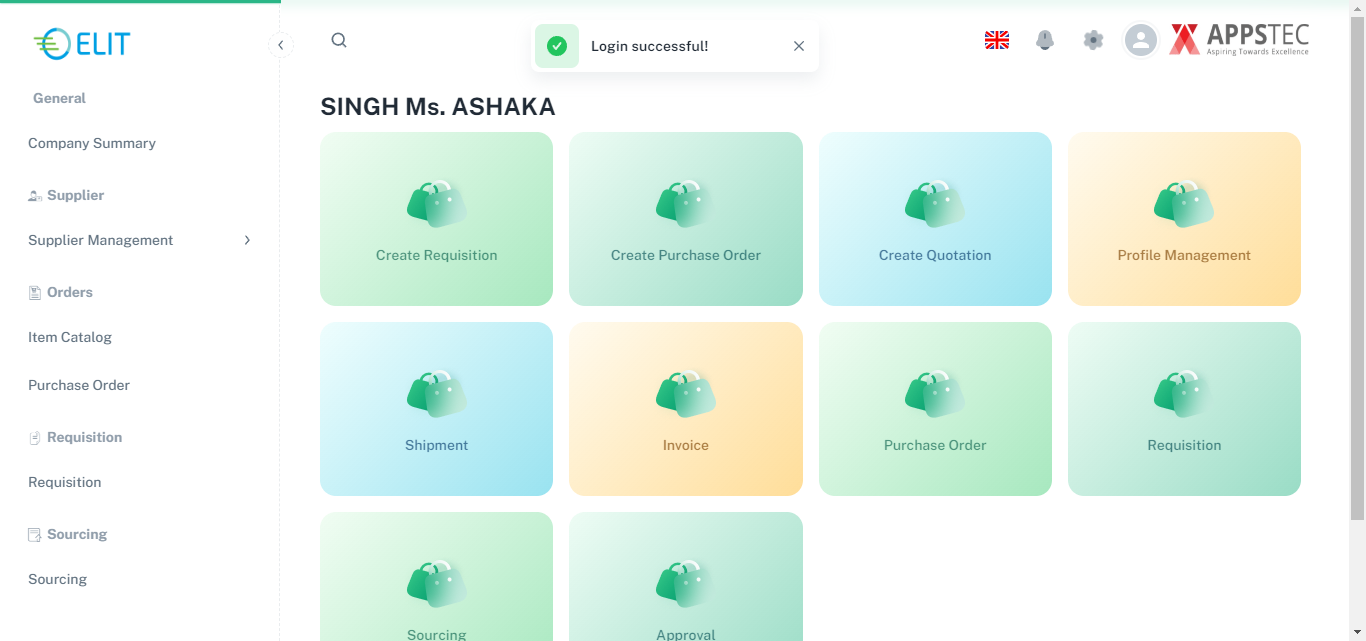 ELIT
General
Company Summary
Supplier
Supplier Management
Orders
Item Catalog
Purchase Order
Requisition
Requisition
Sourcing
Sourcing
Login successful!
APPSTEC
Aspiring Towards Excellence
SINGH Ms. ASHAKA
Create Requisition
Create Purchase Order
Create Quotation
Profile Management
Shipment
Invoice
Purchase Order
Requisition
Sourcing
Approval